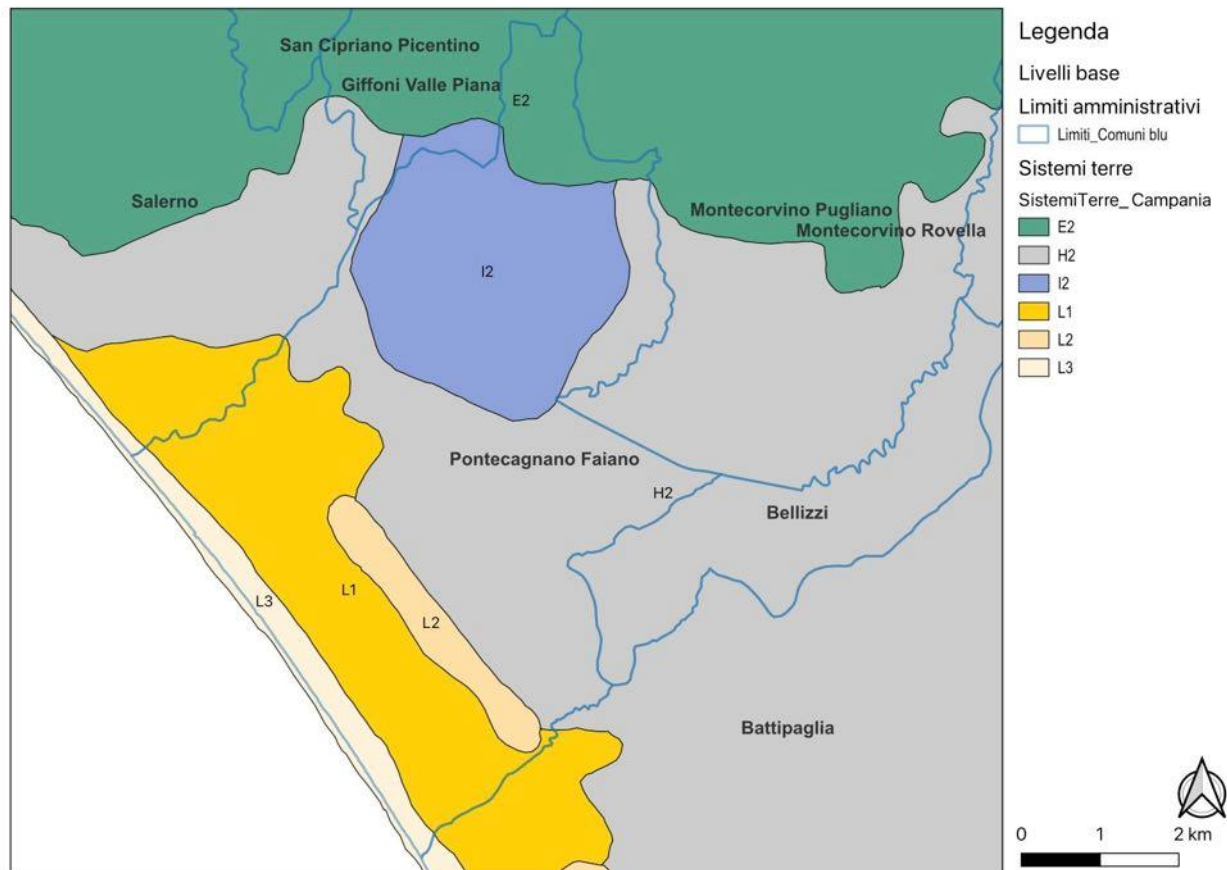 San Cipriano Picentino
Giffoni Valle Piana
E2
Salerno
Montecorvino Pugliano
Montecorvino Rovella
I2
Pontecagnano Faiano
H2
Bellizzi
L3
L1
L2
Battipaglia
Legenda
Livelli base
Limiti amministrativi
Limiti_Comuni blu
Sistemi terre
SistemiTerre_Campania
E2
H2
I2
L1
L2
L3
0 1 2 km